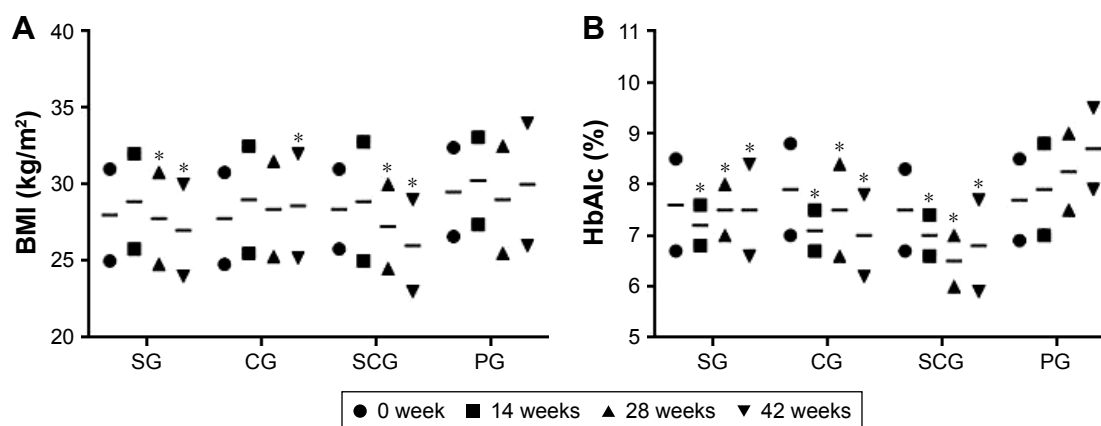 A
BMI (kg/m²)
40
35
30
25
20
* * * * *
SG CG SCG PG
B
HbAlc (%)
11
10
9
8
7
6
5
* * * * * * * * *
SG CG SCG PG
0 week 14 weeks 28 weeks 42 weeks